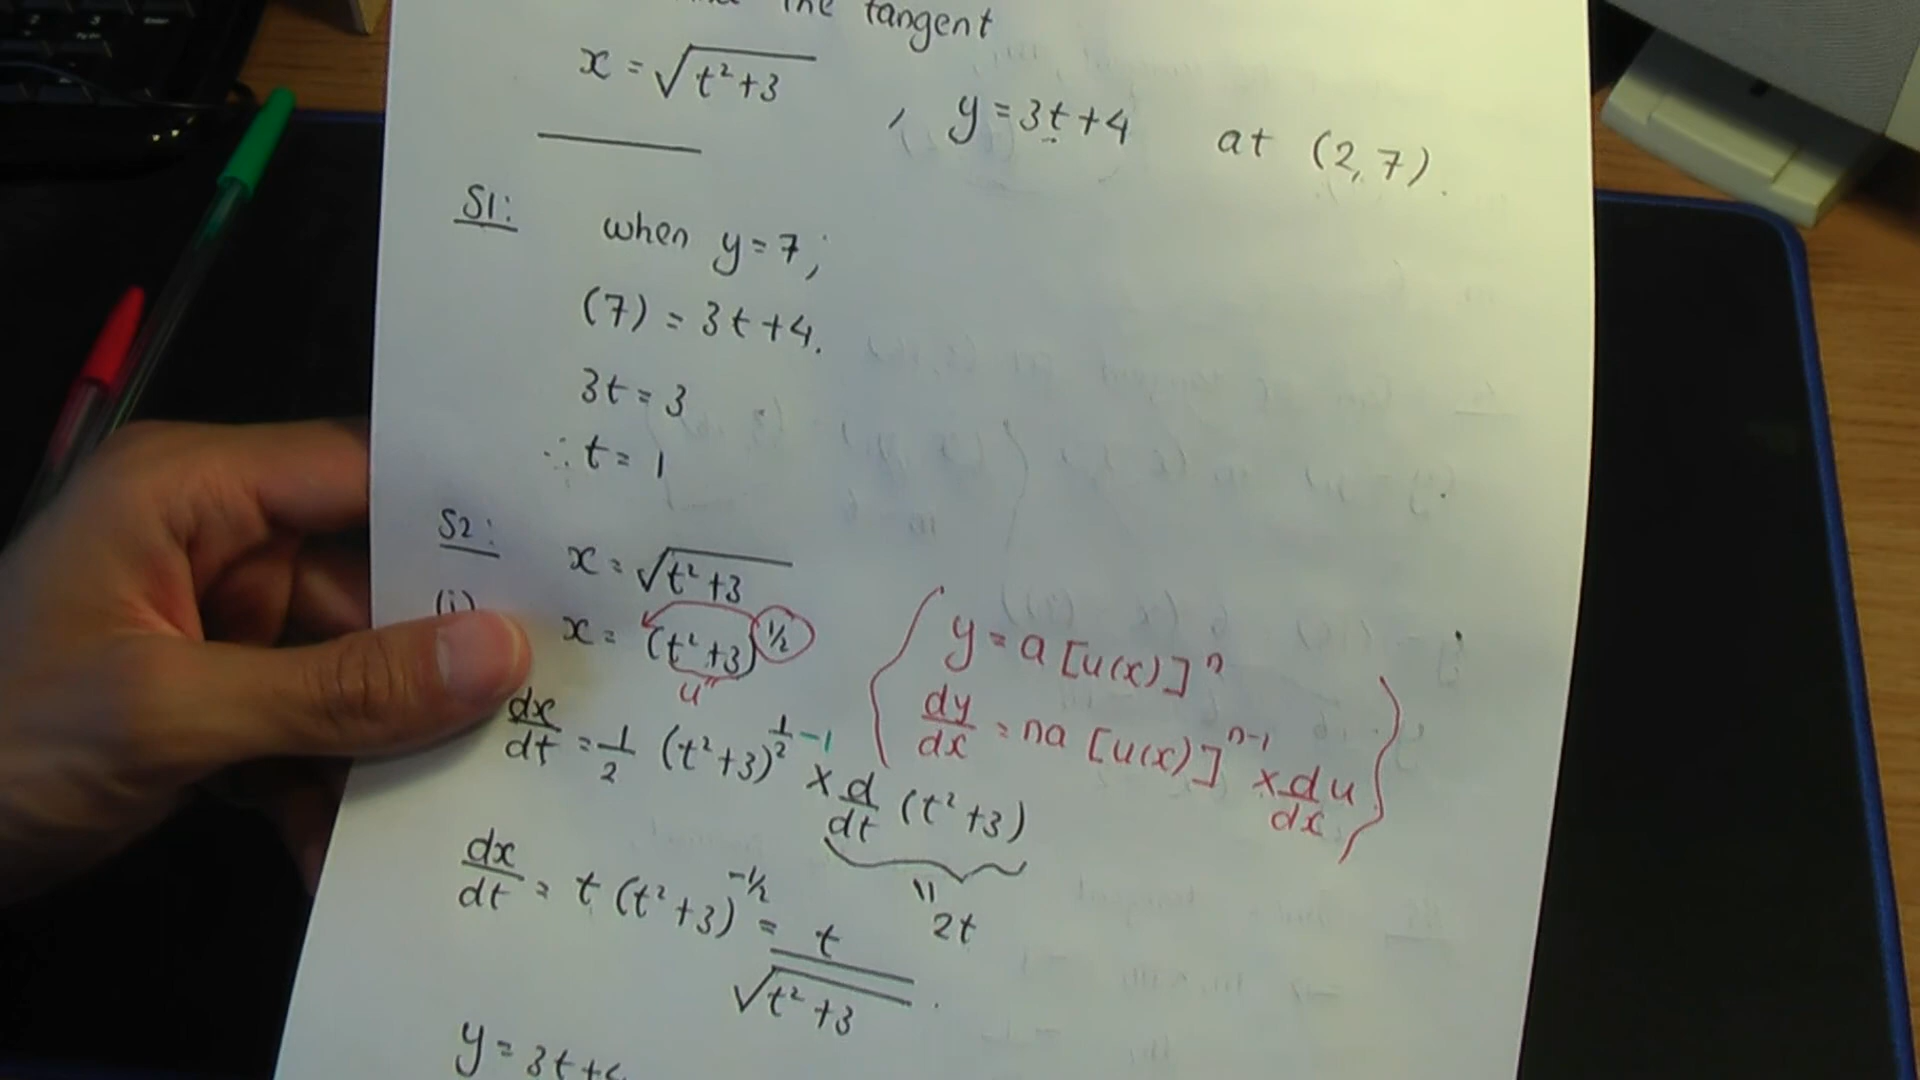 the tangent
x = √t²+3 , y = 3t+4 at (2,7).
S1: when y=7;
(7) = 3t+4.
3t = 3
∴ t = 1
S2: x = √t²+3
(i) x = (t²+3)^½
u
{ y = a[u(x)]^n
dy/dx = na[u(x)]^n-1 × du/dx }
dx/dt = 1/2 (t²+3)^1/2-1 × d/dt (t²+3)
dx/dt = t(t²+3)^-½ = t/√t²+3 .
" 2t
y = 3t+4